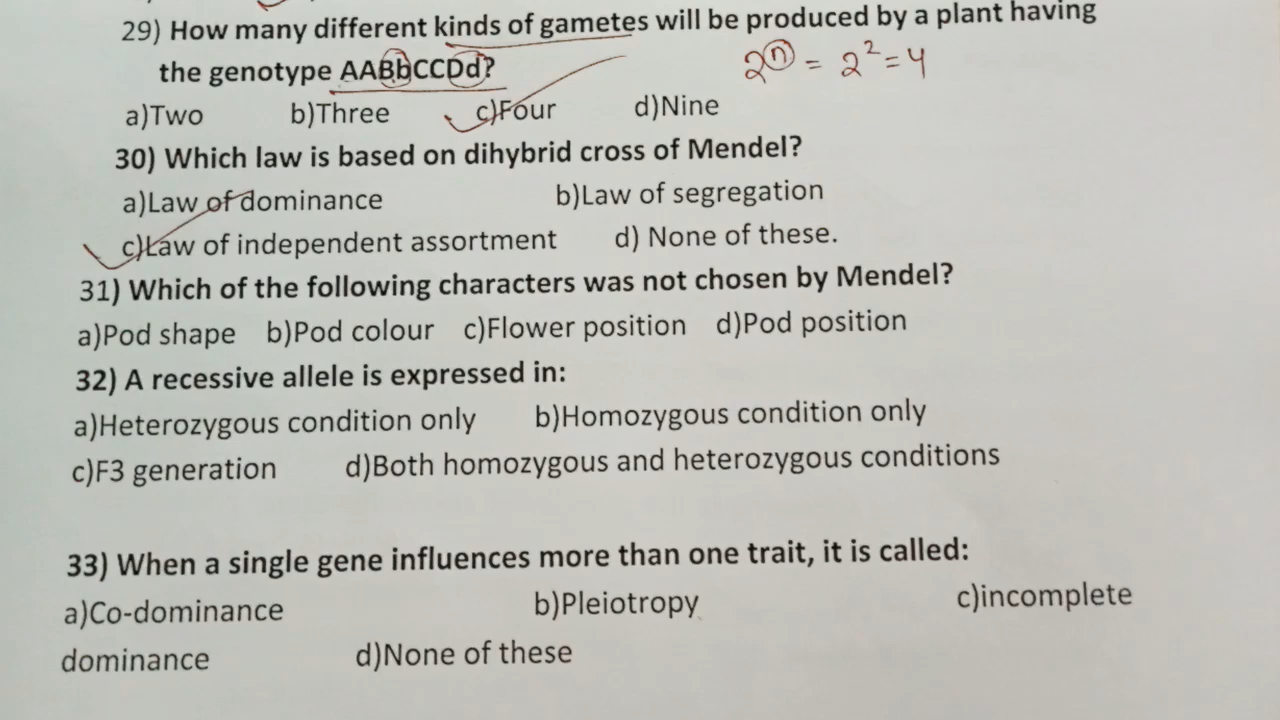 29) How many different kinds of gametes will be produced by a plant having
the genotype AABbCCDd?
2ⁿ = 2² = 4
a)Two b)Three c)Four d)Nine
30) Which law is based on dihybrid cross of Mendel?
a)Law of dominance b)Law of segregation
c)Law of independent assortment d) None of these.
31) Which of the following characters was not chosen by Mendel?
a)Pod shape b)Pod colour c)Flower position d)Pod position
32) A recessive allele is expressed in:
a)Heterozygous condition only b)Homozygous condition only
c)F3 generation d)Both homozygous and heterozygous conditions
33) When a single gene influences more than one trait, it is called:
a)Co-dominance b)Pleiotropy c)incomplete
dominance d)None of these